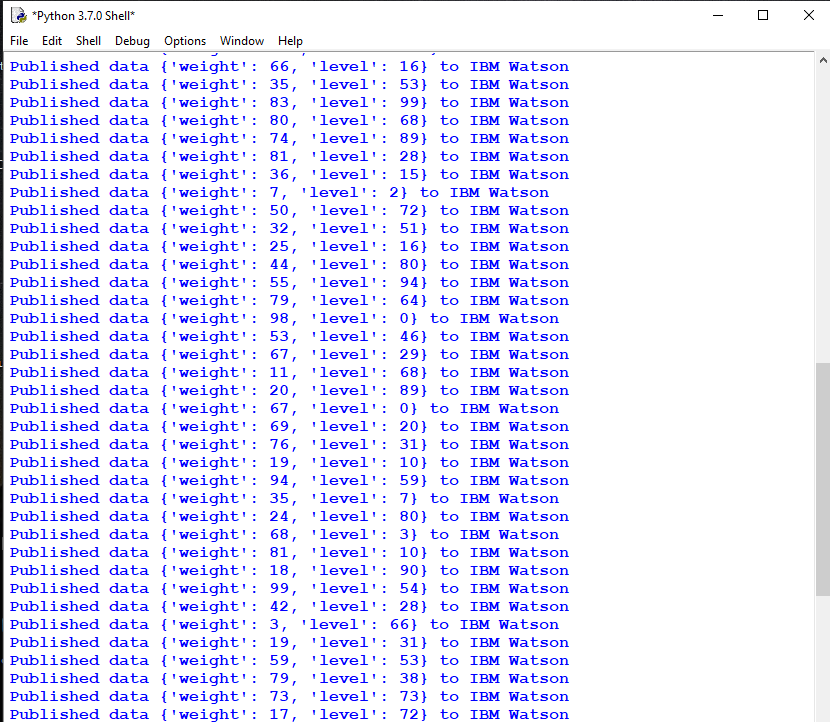 *Python 3.7.0 Shell*
File Edit Shell Debug Options Window Help
Published data {'weight': 66, 'level': 16} to IBM Watson
Published data {'weight': 35, 'level': 53} to IBM Watson
Published data {'weight': 83, 'level': 99} to IBM Watson
Published data {'weight': 80, 'level': 68} to IBM Watson
Published data {'weight': 74, 'level': 89} to IBM Watson
Published data {'weight': 81, 'level': 28} to IBM Watson
Published data {'weight': 36, 'level': 15} to IBM Watson
Published data {'weight': 7, 'level': 2} to IBM Watson
Published data {'weight': 50, 'level': 72} to IBM Watson
Published data {'weight': 32, 'level': 51} to IBM Watson
Published data {'weight': 25, 'level': 16} to IBM Watson
Published data {'weight': 44, 'level': 80} to IBM Watson
Published data {'weight': 55, 'level': 94} to IBM Watson
Published data {'weight': 79, 'level': 64} to IBM Watson
Published data {'weight': 98, 'level': 0} to IBM Watson
Published data {'weight': 53, 'level': 46} to IBM Watson
Published data {'weight': 67, 'level': 29} to IBM Watson
Published data {'weight': 11, 'level': 68} to IBM Watson
Published data {'weight': 20, 'level': 89} to IBM Watson
Published data {'weight': 67, 'level': 0} to IBM Watson
Published data {'weight': 69, 'level': 20} to IBM Watson
Published data {'weight': 76, 'level': 31} to IBM Watson
Published data {'weight': 19, 'level': 10} to IBM Watson
Published data {'weight': 94, 'level': 59} to IBM Watson
Published data {'weight': 35, 'level': 7} to IBM Watson
Published data {'weight': 24, 'level': 80} to IBM Watson
Published data {'weight': 68, 'level': 3} to IBM Watson
Published data {'weight': 81, 'level': 10} to IBM Watson
Published data {'weight': 18, 'level': 90} to IBM Watson
Published data {'weight': 99, 'level': 54} to IBM Watson
Published data {'weight': 42, 'level': 28} to IBM Watson
Published data {'weight': 3, 'level': 66} to IBM Watson
Published data {'weight': 19, 'level': 31} to IBM Watson
Published data {'weight': 59, 'level': 53} to IBM Watson
Published data {'weight': 79, 'level': 38} to IBM Watson
Published data {'weight': 73, 'level': 73} to IBM Watson
Published data {'weight': 17, 'level': 72} to IBM Watson